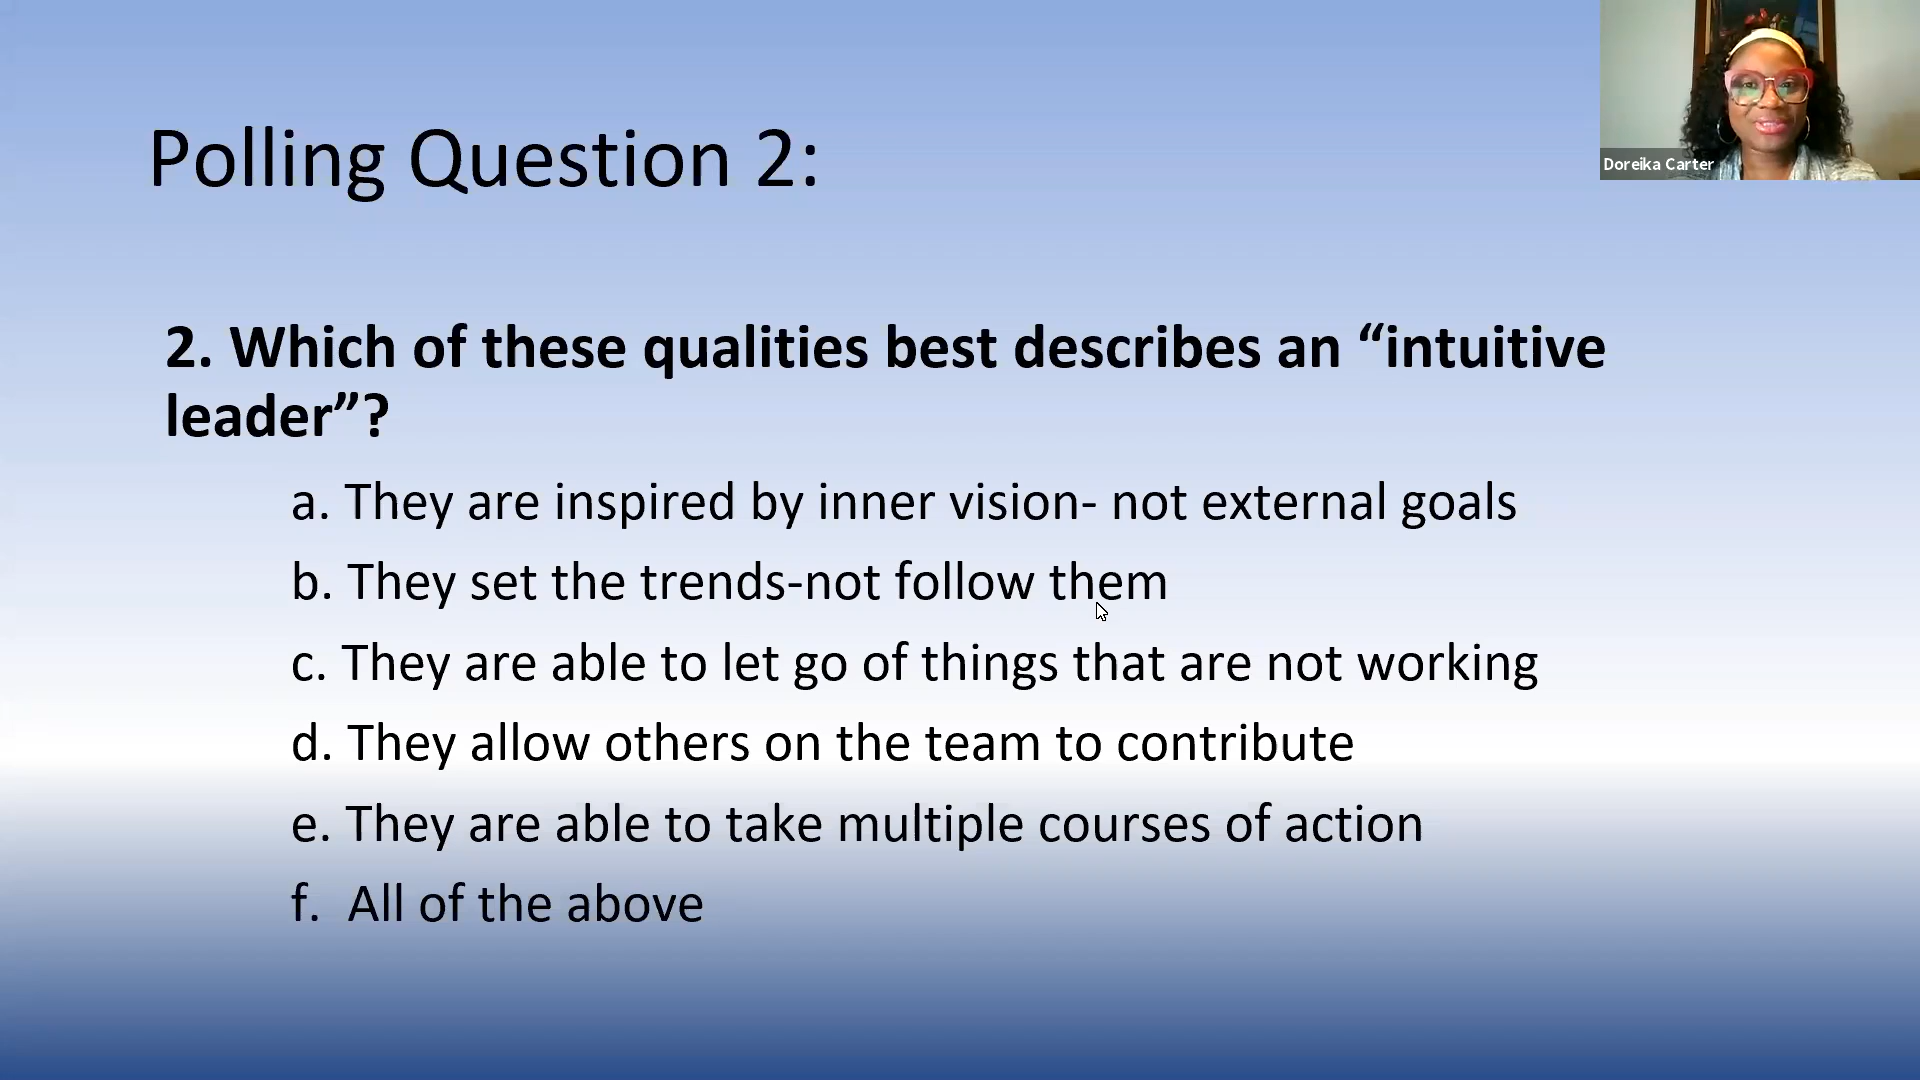 Polling Question 2:
Doreika Carter
2. Which of these qualities best describes an “intuitive
leader”?
a. They are inspired by inner vision- not external goals
b. They set the trends-not follow them
c. They are able to let go of things that are not working
d. They allow others on the team to contribute
e. They are able to take multiple courses of action
f.  All of the above